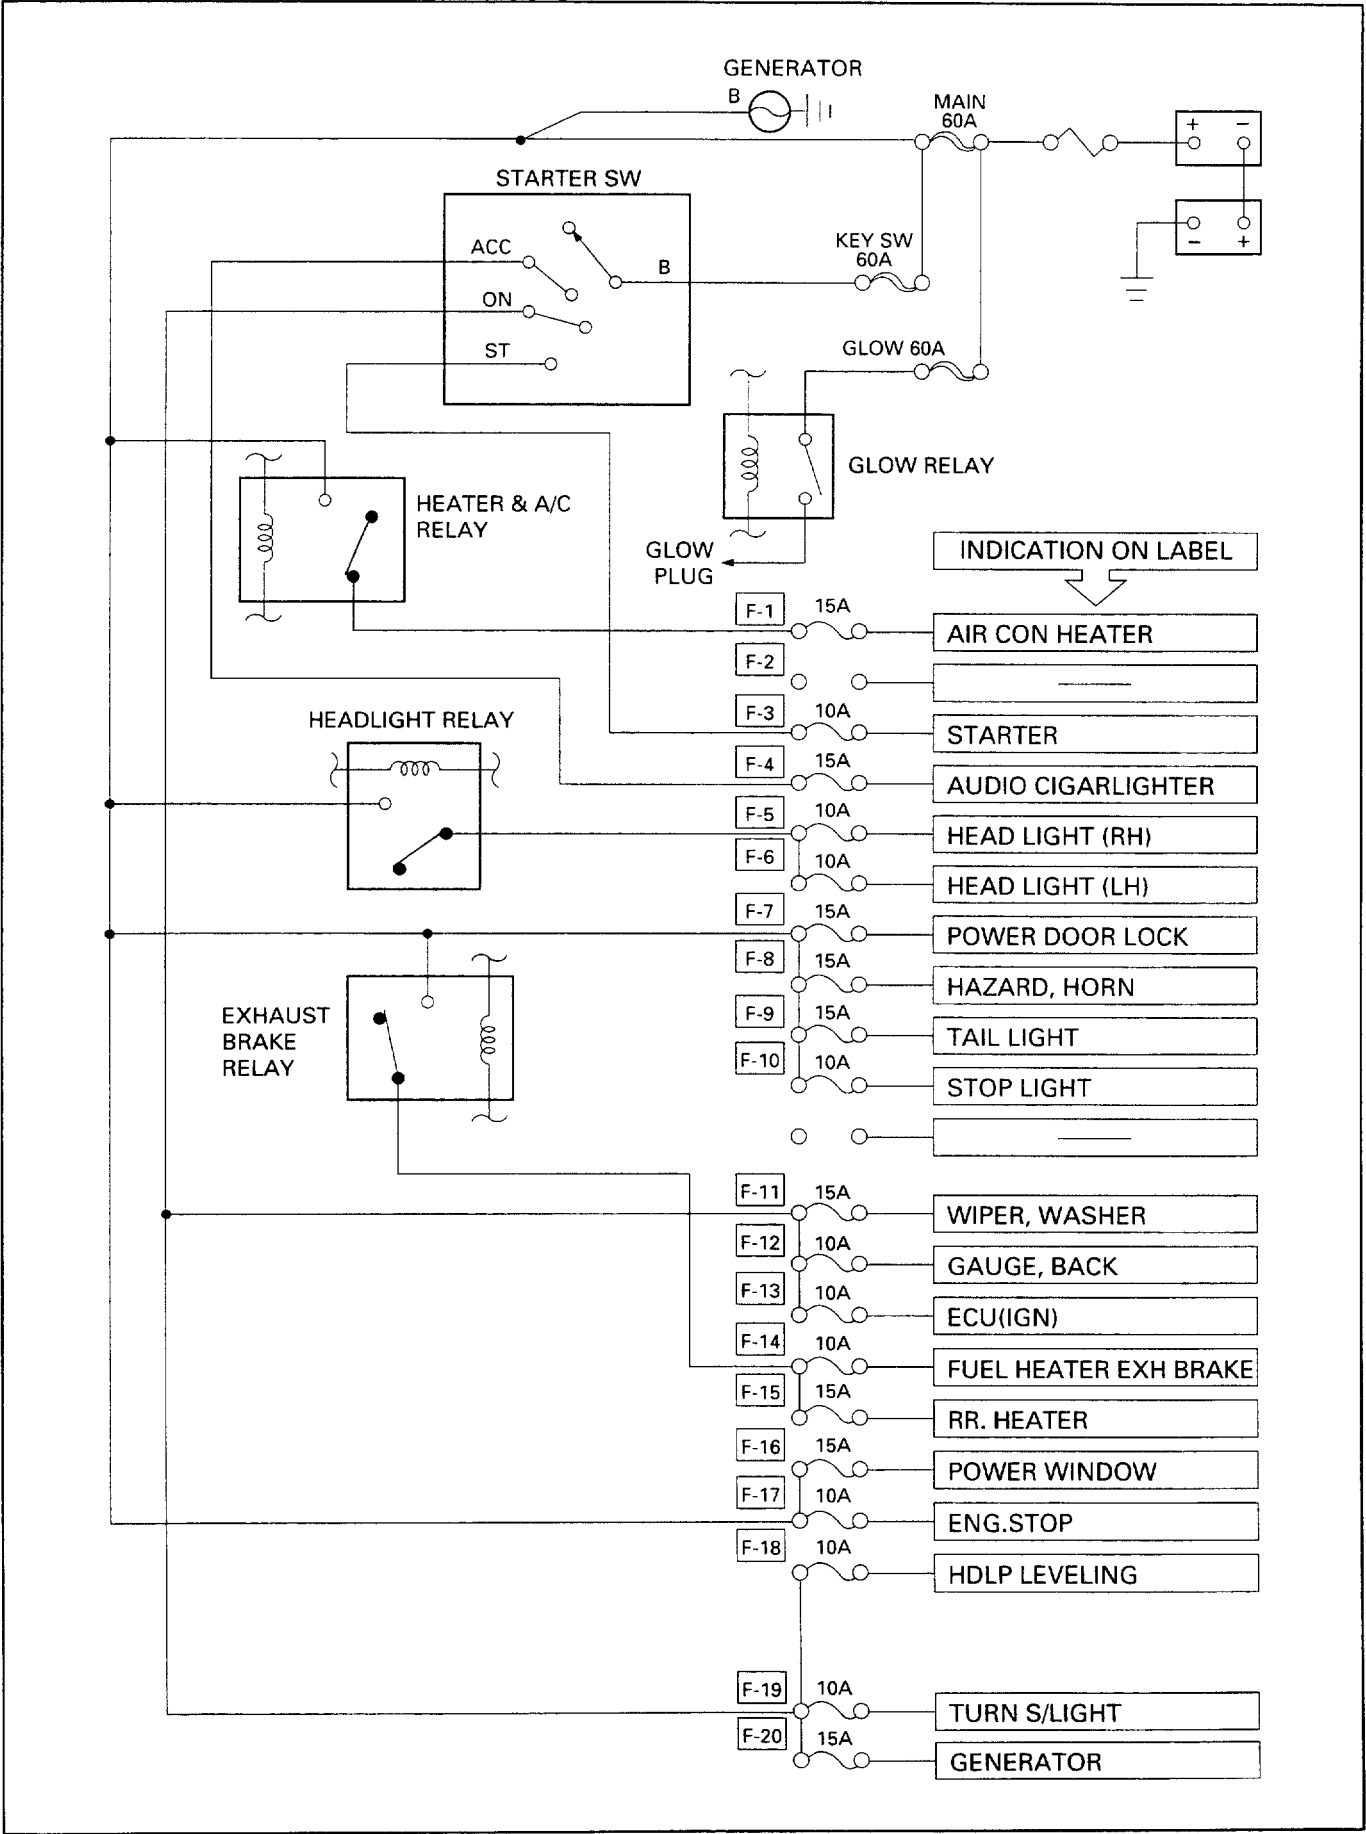 GENERATOR
B
MAIN
60A
+ −
− +
STARTER SW
ACC
B
ON
ST
KEY SW
60A
GLOW 60A
GLOW RELAY
HEATER & A/C
RELAY
GLOW
PLUG
INDICATION ON LABEL
F-1 15A AIR CON HEATER
F-2
F-3 10A STARTER
HEADLIGHT RELAY
F-4 15A AUDIO CIGARLIGHTER
F-5 10A HEAD LIGHT (RH)
F-6 10A HEAD LIGHT (LH)
F-7 15A POWER DOOR LOCK
F-8 15A HAZARD, HORN
F-9 15A TAIL LIGHT
EXHAUST
BRAKE
RELAY
F-10 10A STOP LIGHT
F-11 15A WIPER, WASHER
F-12 10A GAUGE, BACK
F-13 10A ECU(IGN)
F-14 10A FUEL HEATER EXH BRAKE
F-15 15A RR. HEATER
F-16 15A POWER WINDOW
F-17 10A ENG.STOP
F-18 10A HDLP LEVELING
F-19 10A TURN S/LIGHT
F-20 15A GENERATOR